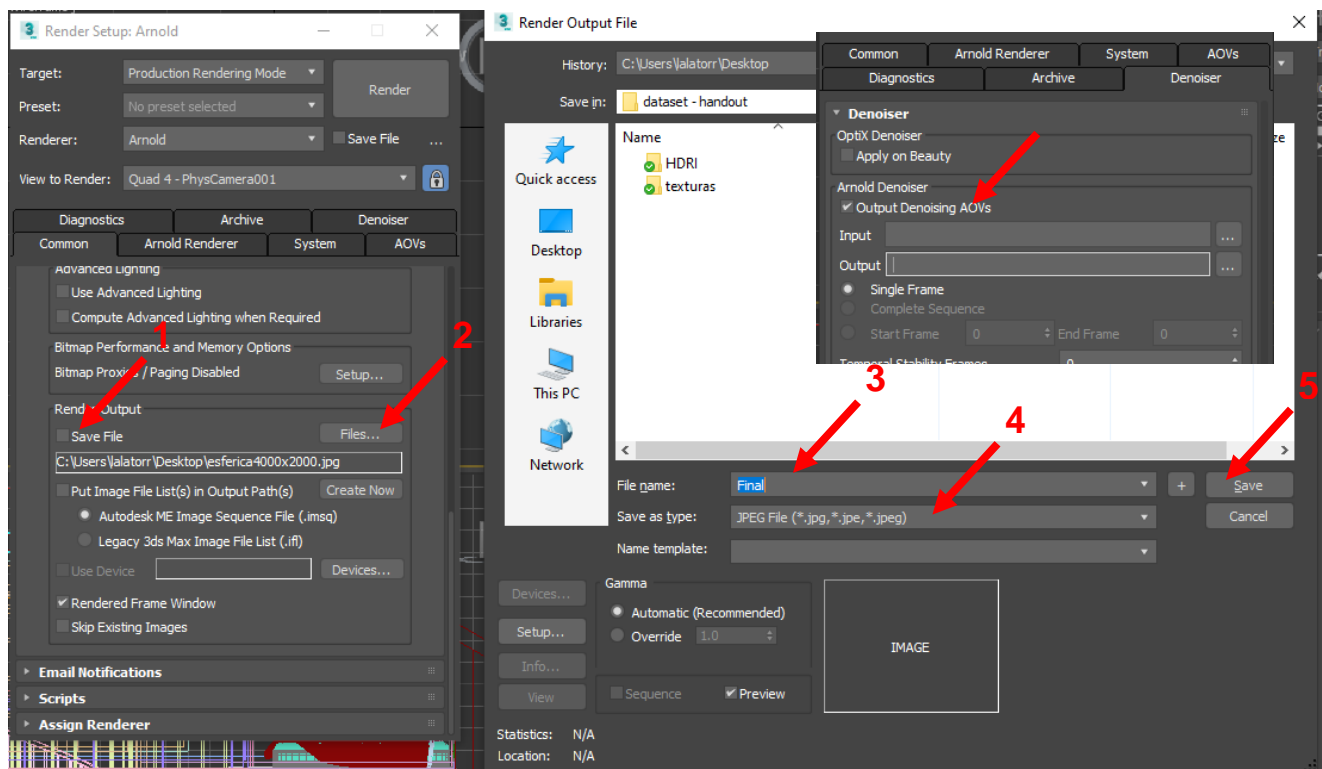 Render Setup: Arnold
Target:
Production Rendering Mode
Render
Preset:
No preset selected
Renderer:
Arnold
Save File
...
View to Render:
Quad 4 - PhysCamera001
Diagnostics
Archive
Denoiser
Common
Arnold Renderer
System
AOVs
Advanced Lighting
Use Advanced Lighting
Compute Advanced Lighting when Required
Bitmap Performance and Memory Options
Bitmap Proxies / Paging Disabled
Setup...
1
2
Render Output
Save File
Files...
C:\Users\lalatorr\Desktop\esferica4000x2000.jpg
Put Image File List(s) in Output Path(s)
Create Now
Autodesk ME Image Sequence File (.imsq)
Legacy 3ds Max Image File List (.ifl)
Use Device
Devices...
Rendered Frame Window
Skip Existing Images
Email Notifications
Scripts
Assign Renderer
Render Output File
History:
C:\Users\lalatorr\Desktop
Save in:
dataset - handout
Quick access
Desktop
Libraries
This PC
Network
Name
HDRI
texturas
ze
Common
Arnold Renderer
System
AOVs
Diagnostics
Archive
Denoiser
Denoiser
OptiX Denoiser
Apply on Beauty
Arnold Denoiser
Output Denoising AOVs
Input
...
Output
...
Single Frame
Complete Sequence
Start Frame
0
End Frame
0
Temporal Stability Frames
0
3
4
5
File name:
Final
+
Save
Save as type:
JPEG File (*.jpg,*.jpe,*.jpeg)
Cancel
Name template:
Devices...
Setup...
Info...
View
Gamma
Automatic (Recommended)
Override
1.0
Sequence
Preview
IMAGE
Statistics: N/A
Location: N/A